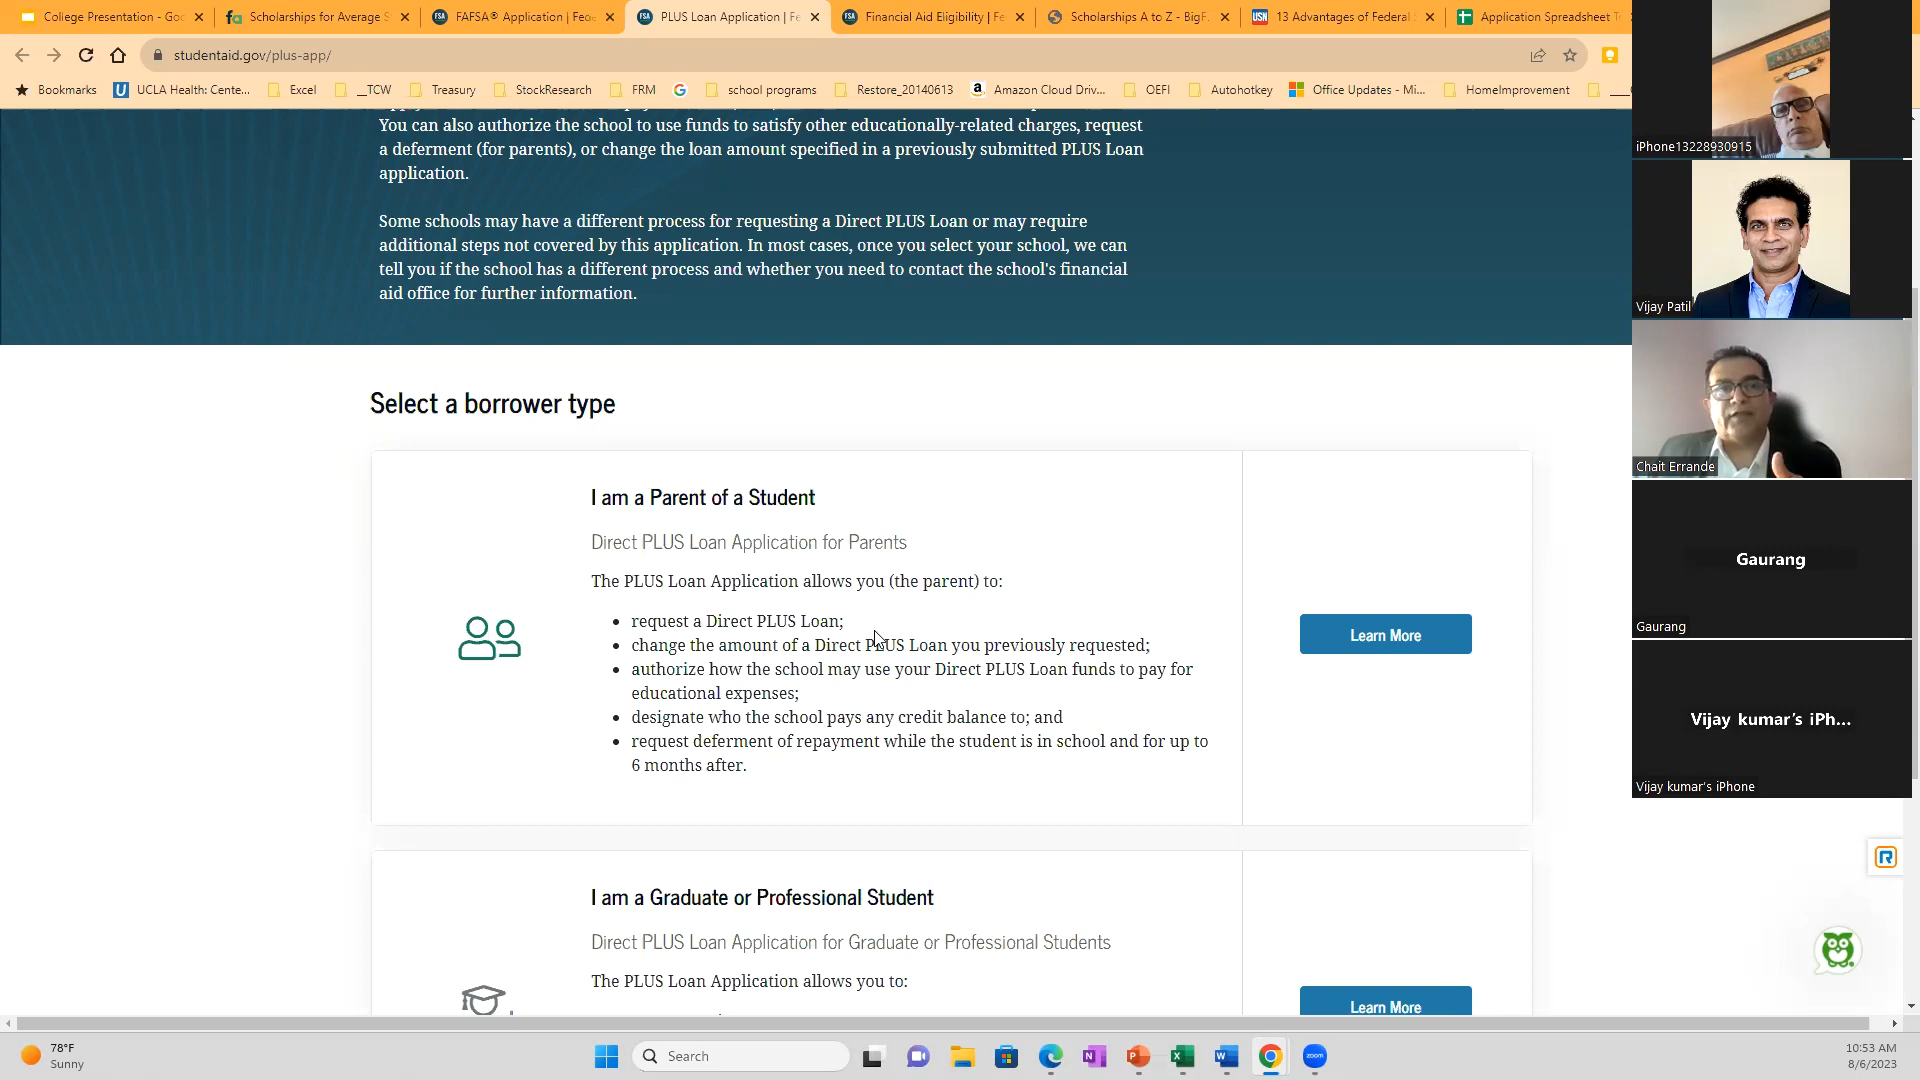 College Presentation - Goo
Scholarships for Average S
FAFSA® Application | Fed
PLUS Loan Application | Fe
Financial Aid Eligibility | Fe
Scholarships A to Z - BigF
13 Advantages of Federal
Application Spreadsheet T
studentaid.gov/plus-app/
Bookmarks
UCLA Health: Cente...
Excel
__TCW
Treasury
StockResearch
FRM
school programs
Restore_20140613
Amazon Cloud Driv...
OEFI
Autohotkey
Office Updates - Mi...
HomeImprovement
You can also authorize the school to use funds to satisfy other educationally-related charges, request
a deferment (for parents), or change the loan amount specified in a previously submitted PLUS Loan
application.
Some schools may have a different process for requesting a Direct PLUS Loan or may require
additional steps not covered by this application. In most cases, once you select your school, we can
tell you if the school has a different process and whether you need to contact the school's financial
aid office for further information.
Select a borrower type
I am a Parent of a Student
Direct PLUS Loan Application for Parents
The PLUS Loan Application allows you (the parent) to:
• request a Direct PLUS Loan;
• change the amount of a Direct PLUS Loan you previously requested;
• authorize how the school may use your Direct PLUS Loan funds to pay for
educational expenses;
• designate who the school pays any credit balance to; and
• request deferment of repayment while the student is in school and for up to
6 months after.
Learn More
I am a Graduate or Professional Student
Direct PLUS Loan Application for Graduate or Professional Students
The PLUS Loan Application allows you to:
Learn More
iPhone13228930915
Vijay Patil
Chait Errande
Gaurang
Gaurang
Vijay kumar's iPh...
Vijay kumar's iPhone
78°F
Sunny
Search
zoom
10:53 AM
8/6/2023